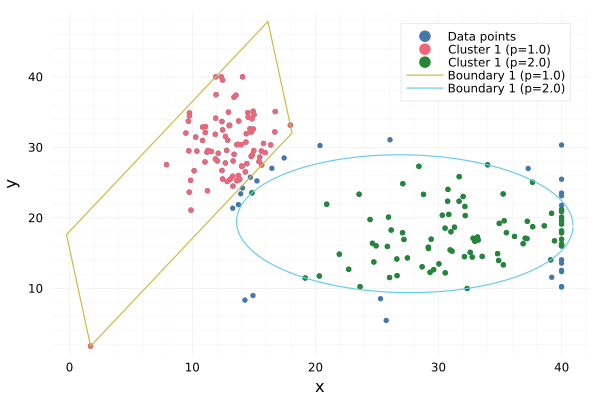 Data points
Cluster 1 (p=1.0)
Cluster 1 (p=2.0)
Boundary 1 (p=1.0)
Boundary 1 (p=2.0)
40
30
20
10
y
0 10 20 30 40
x